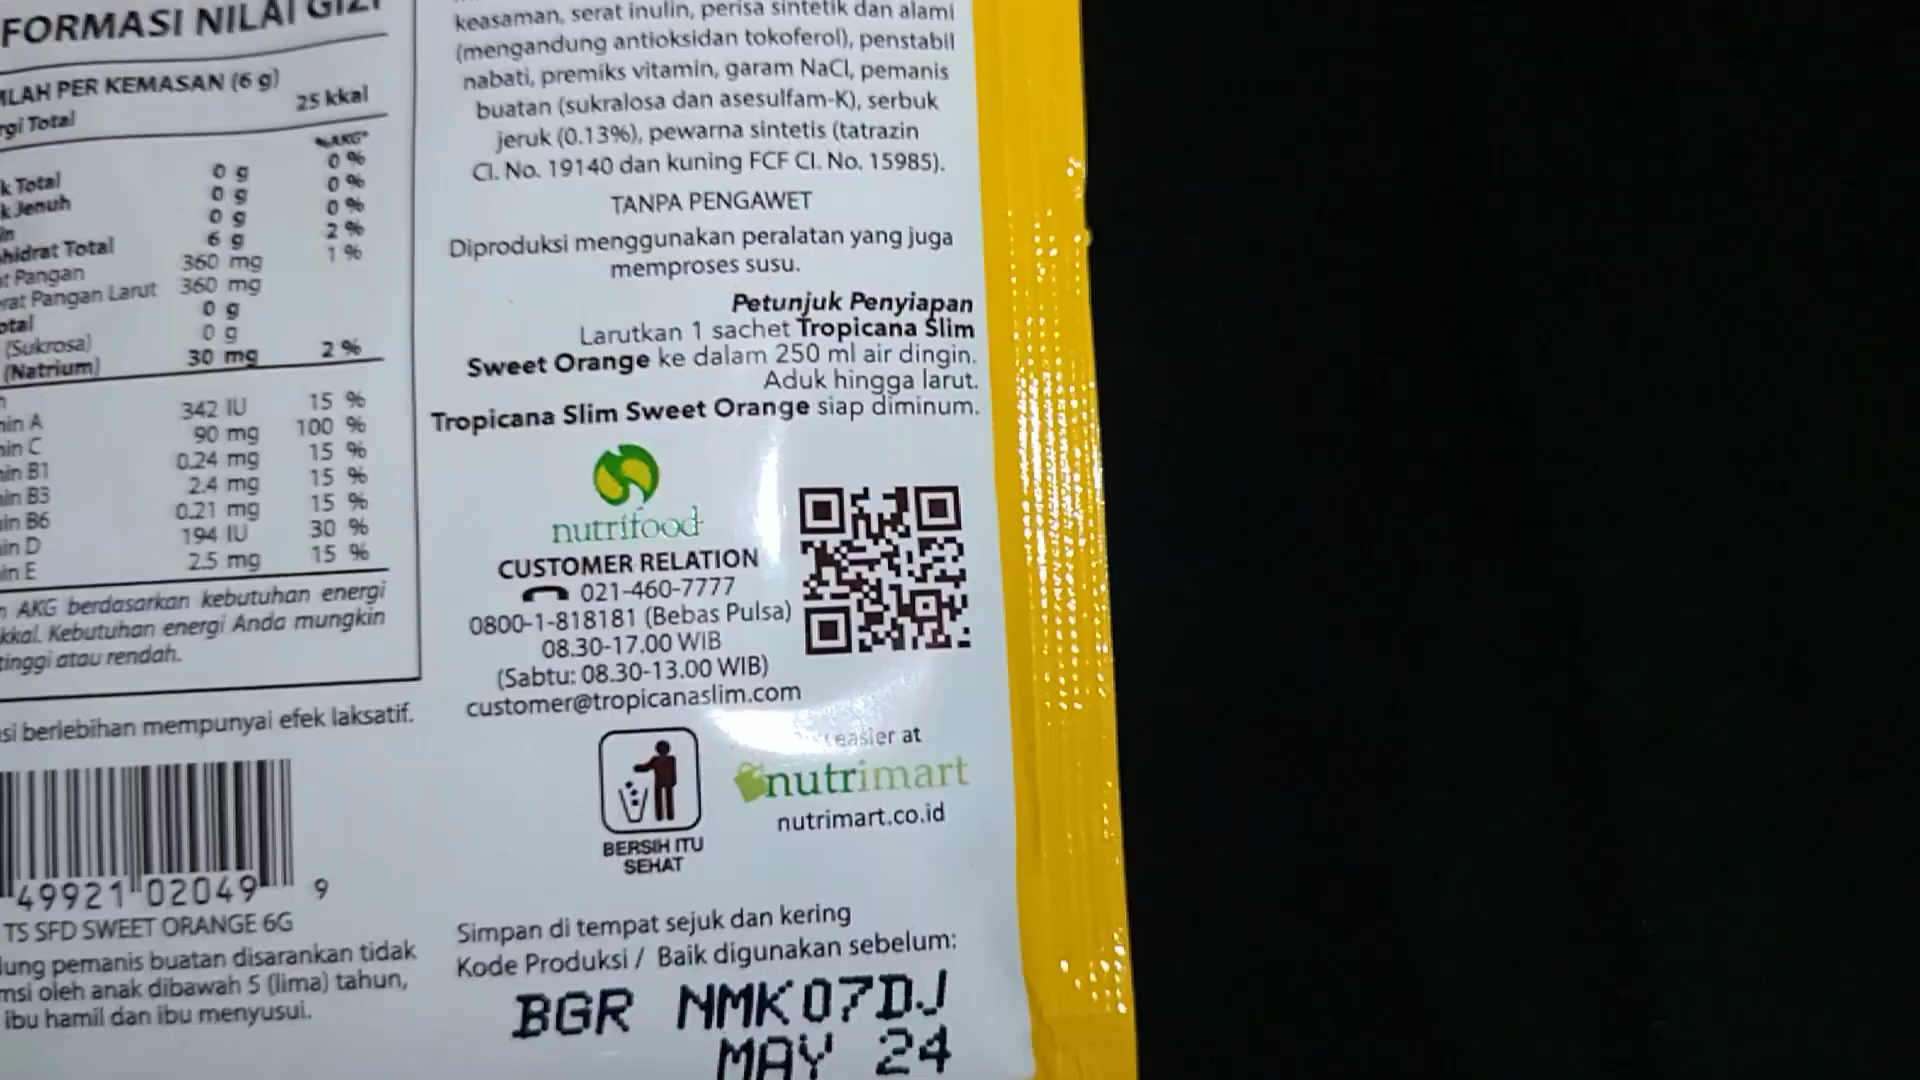 FORMASI NILAI GIZI
MLAH PER KEMASAN (6 g)
rgi Total 25 kkal
%AKG*
k Total 0 g 0 %
k Jenuh 0 g 0 %
in 0 g 0 %
hidrat Total 6 g 2 %
at Pangan 360 mg 1 %
rat Pangan Larut 360 mg
otal 0 g
(Sukrosa) 0 g
(Natrium) 30 mg 2 %
min A 342 IU 15 %
min C 90 mg 100 %
min B1 0.24 mg 15 %
min B3 2.4 mg 15 %
min B6 0.21 mg 15 %
min D 194 IU 30 %
min E 2.5 mg 15 %
n AKG berdasarkan kebutuhan energi
kkal. Kebutuhan energi Anda mungkin
tinggi atau rendah.
si berlebihan mempunyai efek laksatif.
49921 02049 9
TS SFD SWEET ORANGE 6G
dung pemanis buatan disarankan tidak
msi oleh anak dibawah 5 (lima) tahun,
ibu hamil dan ibu menyusui.
keasaman, serat inulin, perisa sintetik dan alami
(mengandung antioksidan tokoferol), penstabil
nabati, premiks vitamin, garam NaCl, pemanis
buatan (sukralosa dan asesulfam-K), serbuk
jeruk (0.13%), pewarna sintetis (tatrazin
CI. No. 19140 dan kuning FCF CI. No. 15985).
TANPA PENGAWET
Diproduksi menggunakan peralatan yang juga
memproses susu.
Petunjuk Penyiapan
Larutkan 1 sachet Tropicana Slim
Sweet Orange ke dalam 250 ml air dingin.
Aduk hingga larut.
Tropicana Slim Sweet Orange siap diminum.
nutrifood
CUSTOMER RELATION
021-460-7777
0800-1-818181 (Bebas Pulsa)
08.30-17.00 WIB
(Sabtu: 08.30-13.00 WIB)
customer@tropicanaslim.com
easier at
nutrimart
nutrimart.co.id
BERSIH ITU
SEHAT
Simpan di tempat sejuk dan kering
Kode Produksi / Baik digunakan sebelum:
BGR NMK07DJ
MAY 24